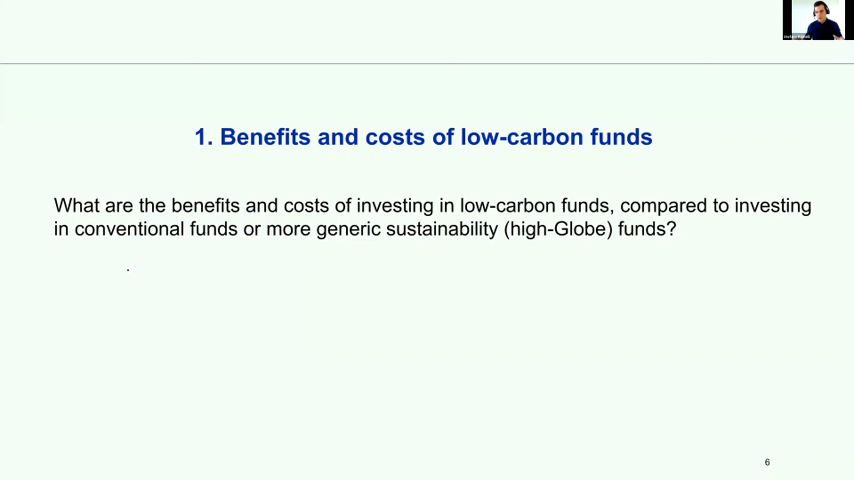 1. Benefits and costs of low-carbon funds
What are the benefits and costs of investing in low-carbon funds, compared to investing
in conventional funds or more generic sustainability (high-Globe) funds?
.
6